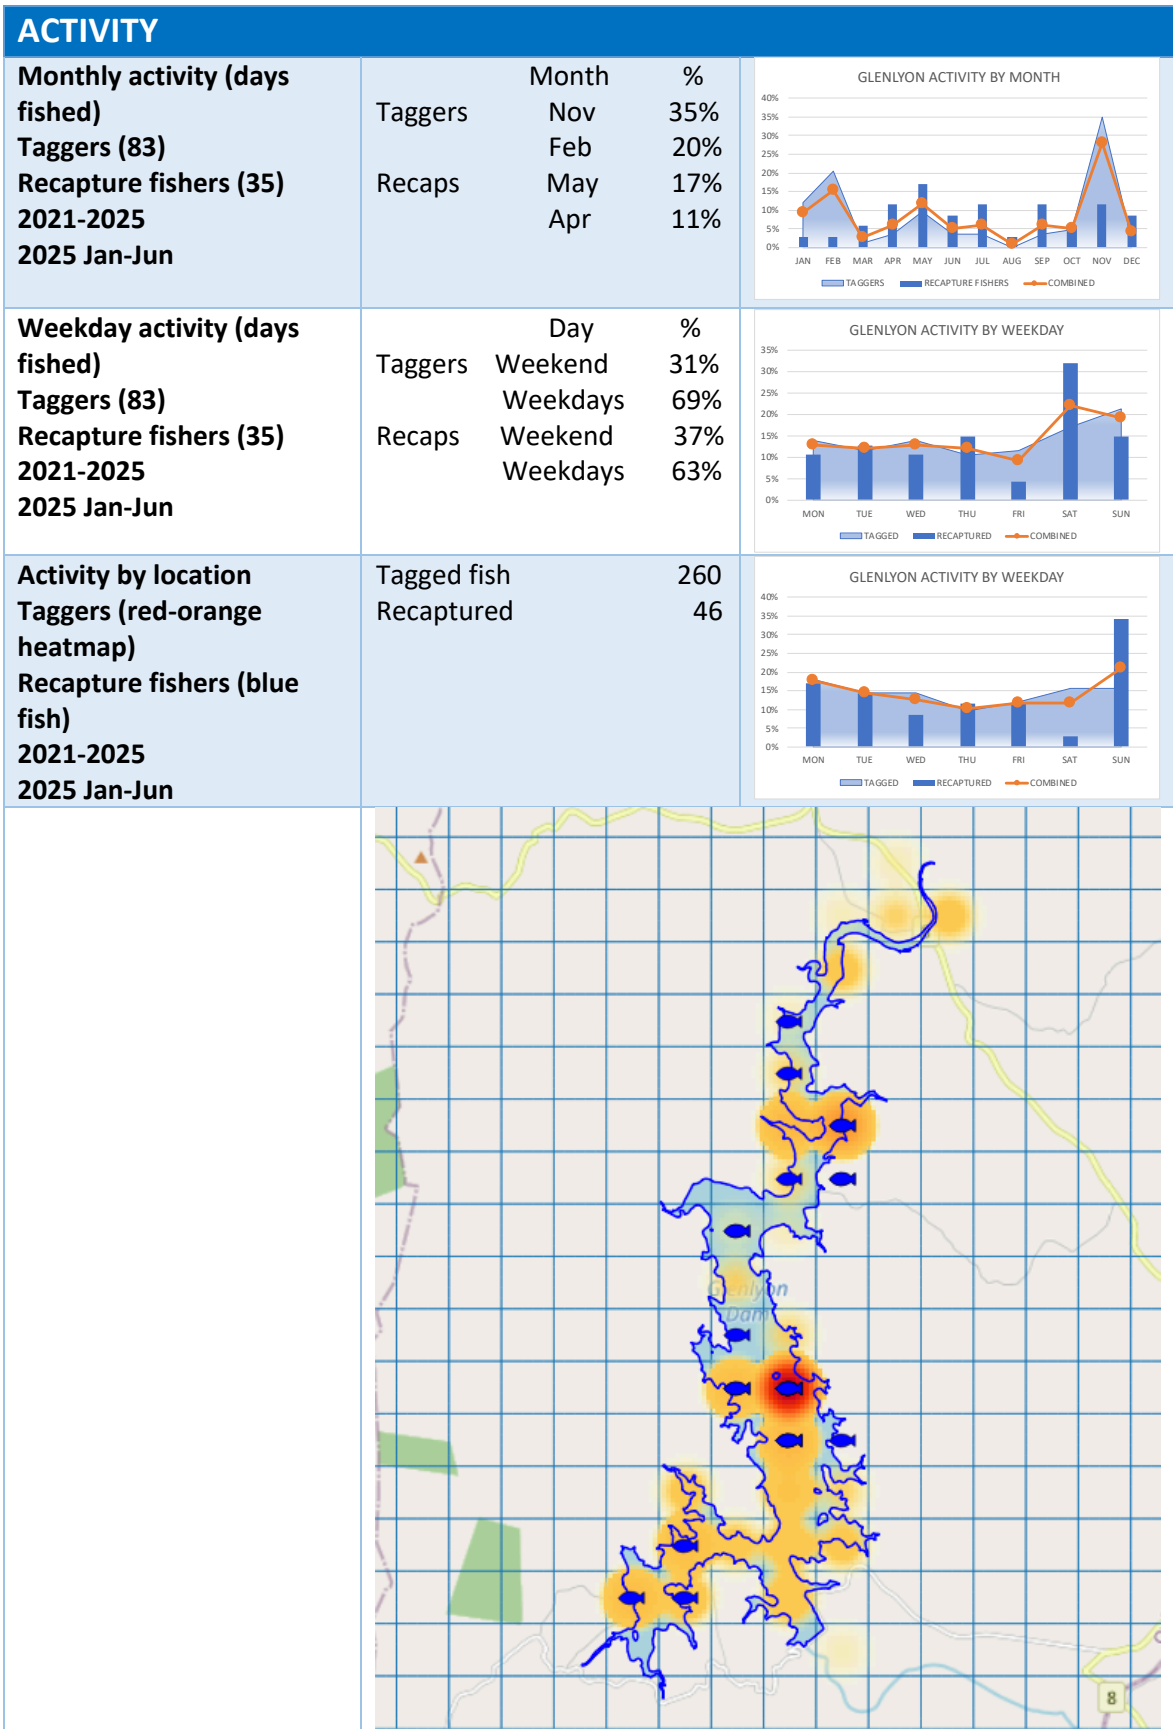 ACTIVITY
Monthly activity (days
fished)
Taggers (83)
Recapture fishers (35)
2021-2025
2025 Jan-Jun
Month %
Taggers Nov 35%
Feb 20%
Recaps May 17%
Apr 11%
GLENLYON ACTIVITY BY MONTH
40%
35%
30%
25%
20%
15%
10%
5%
0%
JAN FEB MAR APR MAY JUN JUL AUG SEP OCT NOV DEC
TAGGERS RECAPTURE FISHERS COMBINED
Weekday activity (days
fished)
Taggers (83)
Recapture fishers (35)
2021-2025
2025 Jan-Jun
Day %
Taggers Weekend 31%
Weekdays 69%
Recaps Weekend 37%
Weekdays 63%
GLENLYON ACTIVITY BY WEEKDAY
35%
30%
25%
20%
15%
10%
5%
0%
MON TUE WED THU FRI SAT SUN
TAGGED RECAPTURED COMBINED
Activity by location
Taggers (red-orange
heatmap)
Recapture fishers (blue
fish)
2021-2025
2025 Jan-Jun
Tagged fish 260
Recaptured 46
GLENLYON ACTIVITY BY WEEKDAY
40%
35%
30%
25%
20%
15%
10%
5%
0%
MON TUE WED THU FRI SAT SUN
TAGGED RECAPTURED COMBINED
Glenlyon
Dam
8